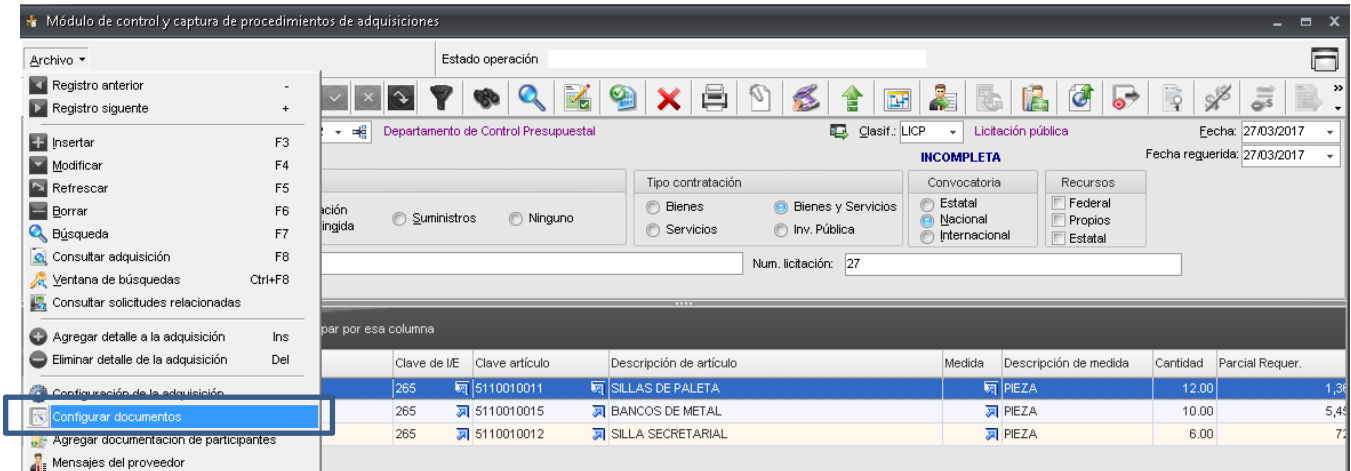 Módulo de control y captura de procedimientos de adquisiciones
Archivo
Estado operación
Registro anterior -
Registro siguente +
Insertar F3
Modificar F4
Refrescar F5
Borrar F6
Búsqueda F7
Consultar adquisición F8
Ventana de búsquedas Ctrl+F8
Consultar solicitudes relacionadas
Agregar detalle a la adquisición Ins
Eliminar detalle de la adquisición Del
Configuración de la adquisición
Configurar documentos
Agregar documentación de participantes
Mensajes del proveedor
Departamento de Control Presupuestal
Clasif.: LICP Licitación pública
Fecha: 27/03/2017
INCOMPLETA
Fecha requerida: 27/03/2017
Tipo contratación
Convocatoria
Recursos
Suministros
Ninguno
Bienes
Bienes y Servicios
Servicios
Inv. Pública
Estatal
Nacional
Internacional
Federal
Propios
Estatal
Num. licitación: 27
par por esa columna
Clave de I/E Clave artículo Descripción de artículo Medida Descripción de medida Cantidad Parcial Requer.
265 5110010011 SILLAS DE PALETA PIEZA 12.00 1,36
265 5110010015 BANCOS DE METAL PIEZA 10.00 5,45
265 5110010012 SILLA SECRETARIAL PIEZA 6.00 72